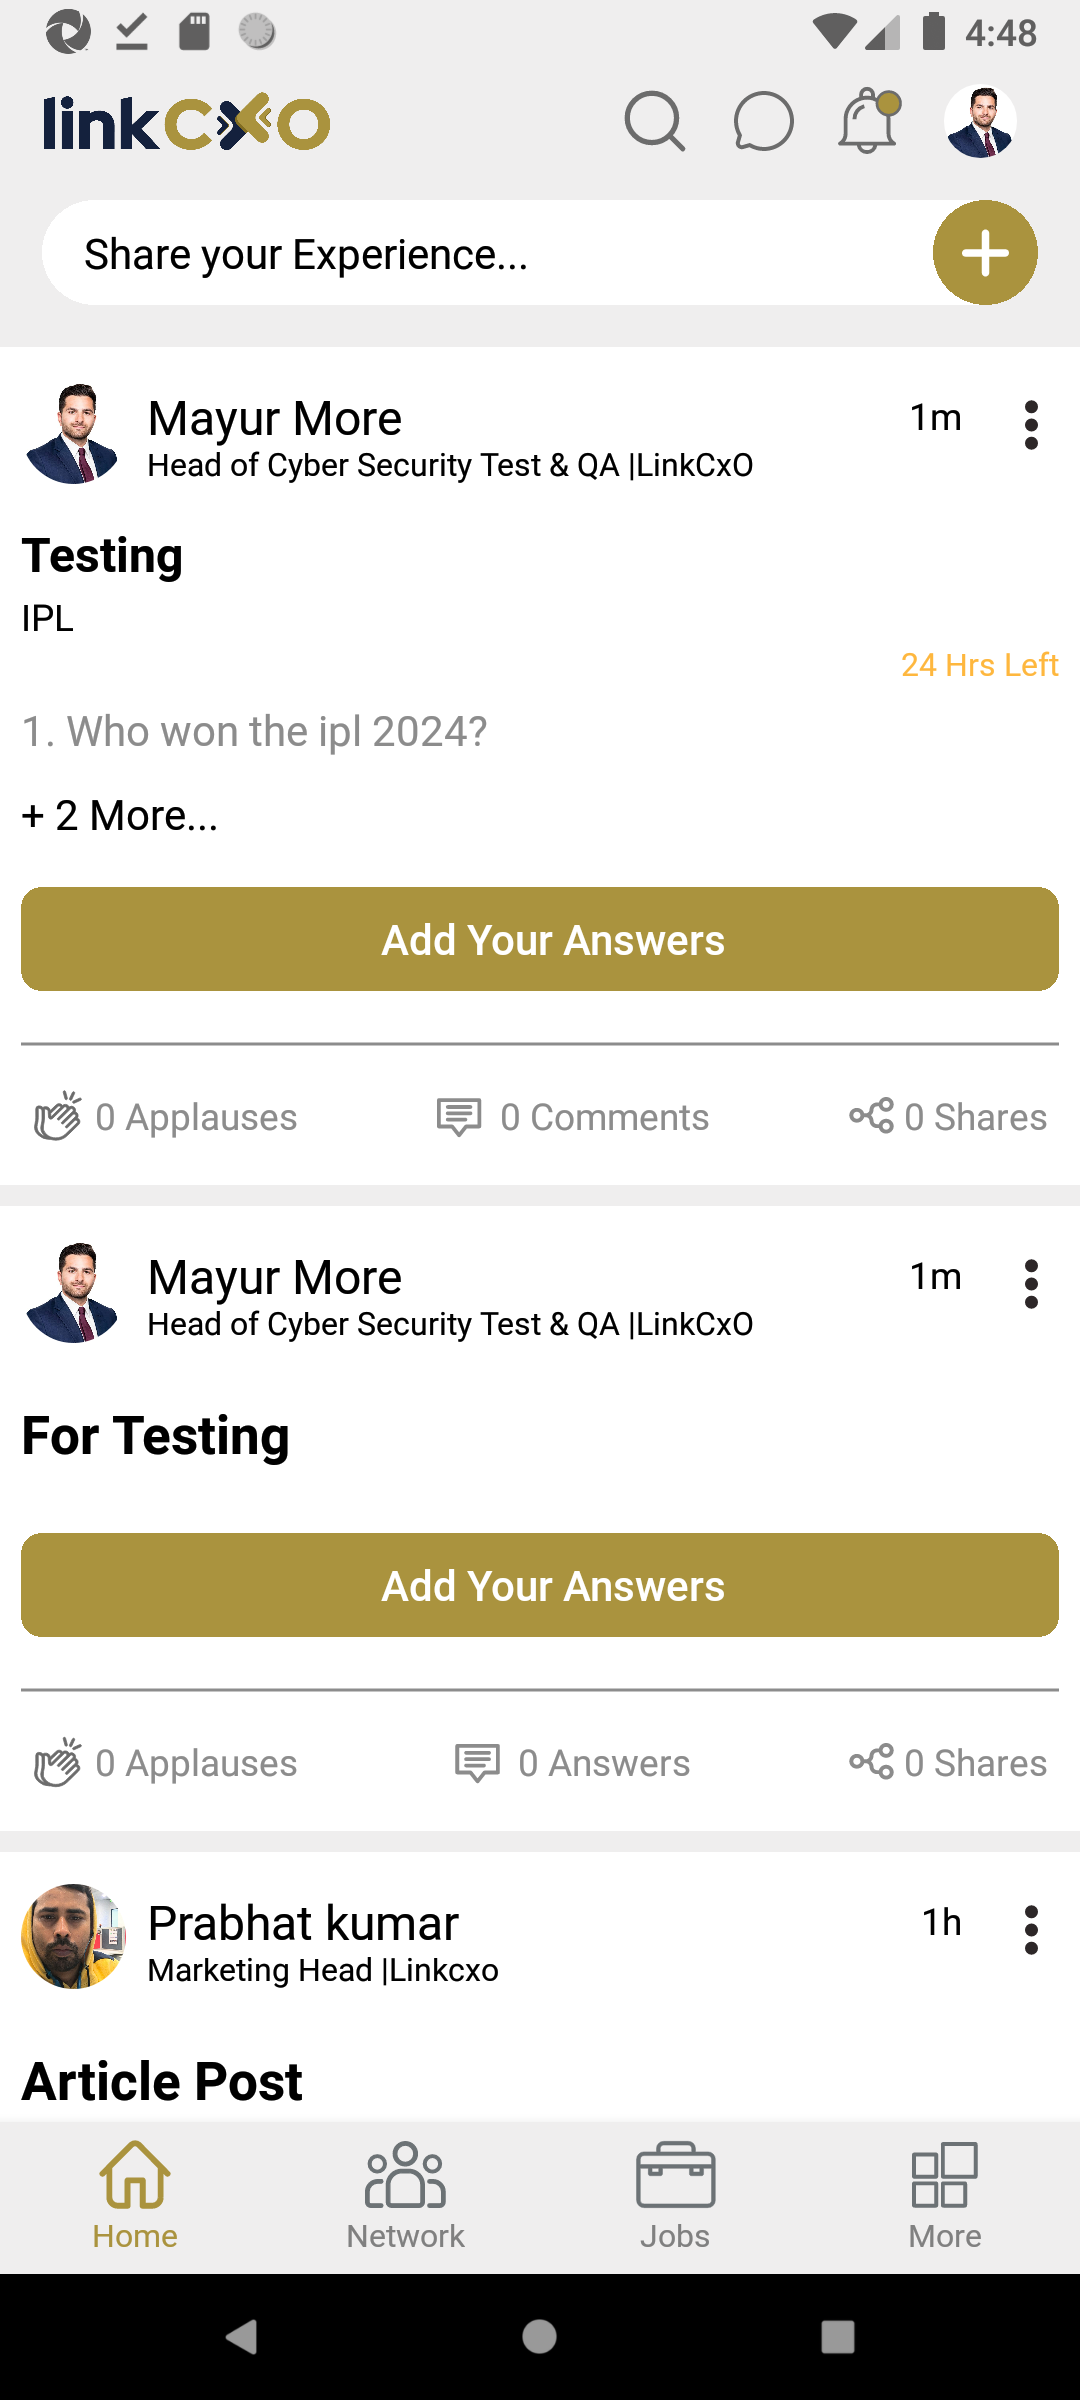 4:48
linkCXO
Share your Experience...
Mayur More
1m
Head of Cyber Security Test & QA |LinkCxO
Testing
IPL
24 Hrs Left
1. Who won the ipl 2024?
+ 2 More...
Add Your Answers
0 Applauses
0 Comments
0 Shares
Mayur More
1m
Head of Cyber Security Test & QA |LinkCxO
For Testing
Add Your Answers
0 Applauses
0 Answers
0 Shares
Prabhat kumar
1h
Marketing Head |Linkcxo
Article Post
Home
Network
Jobs
More